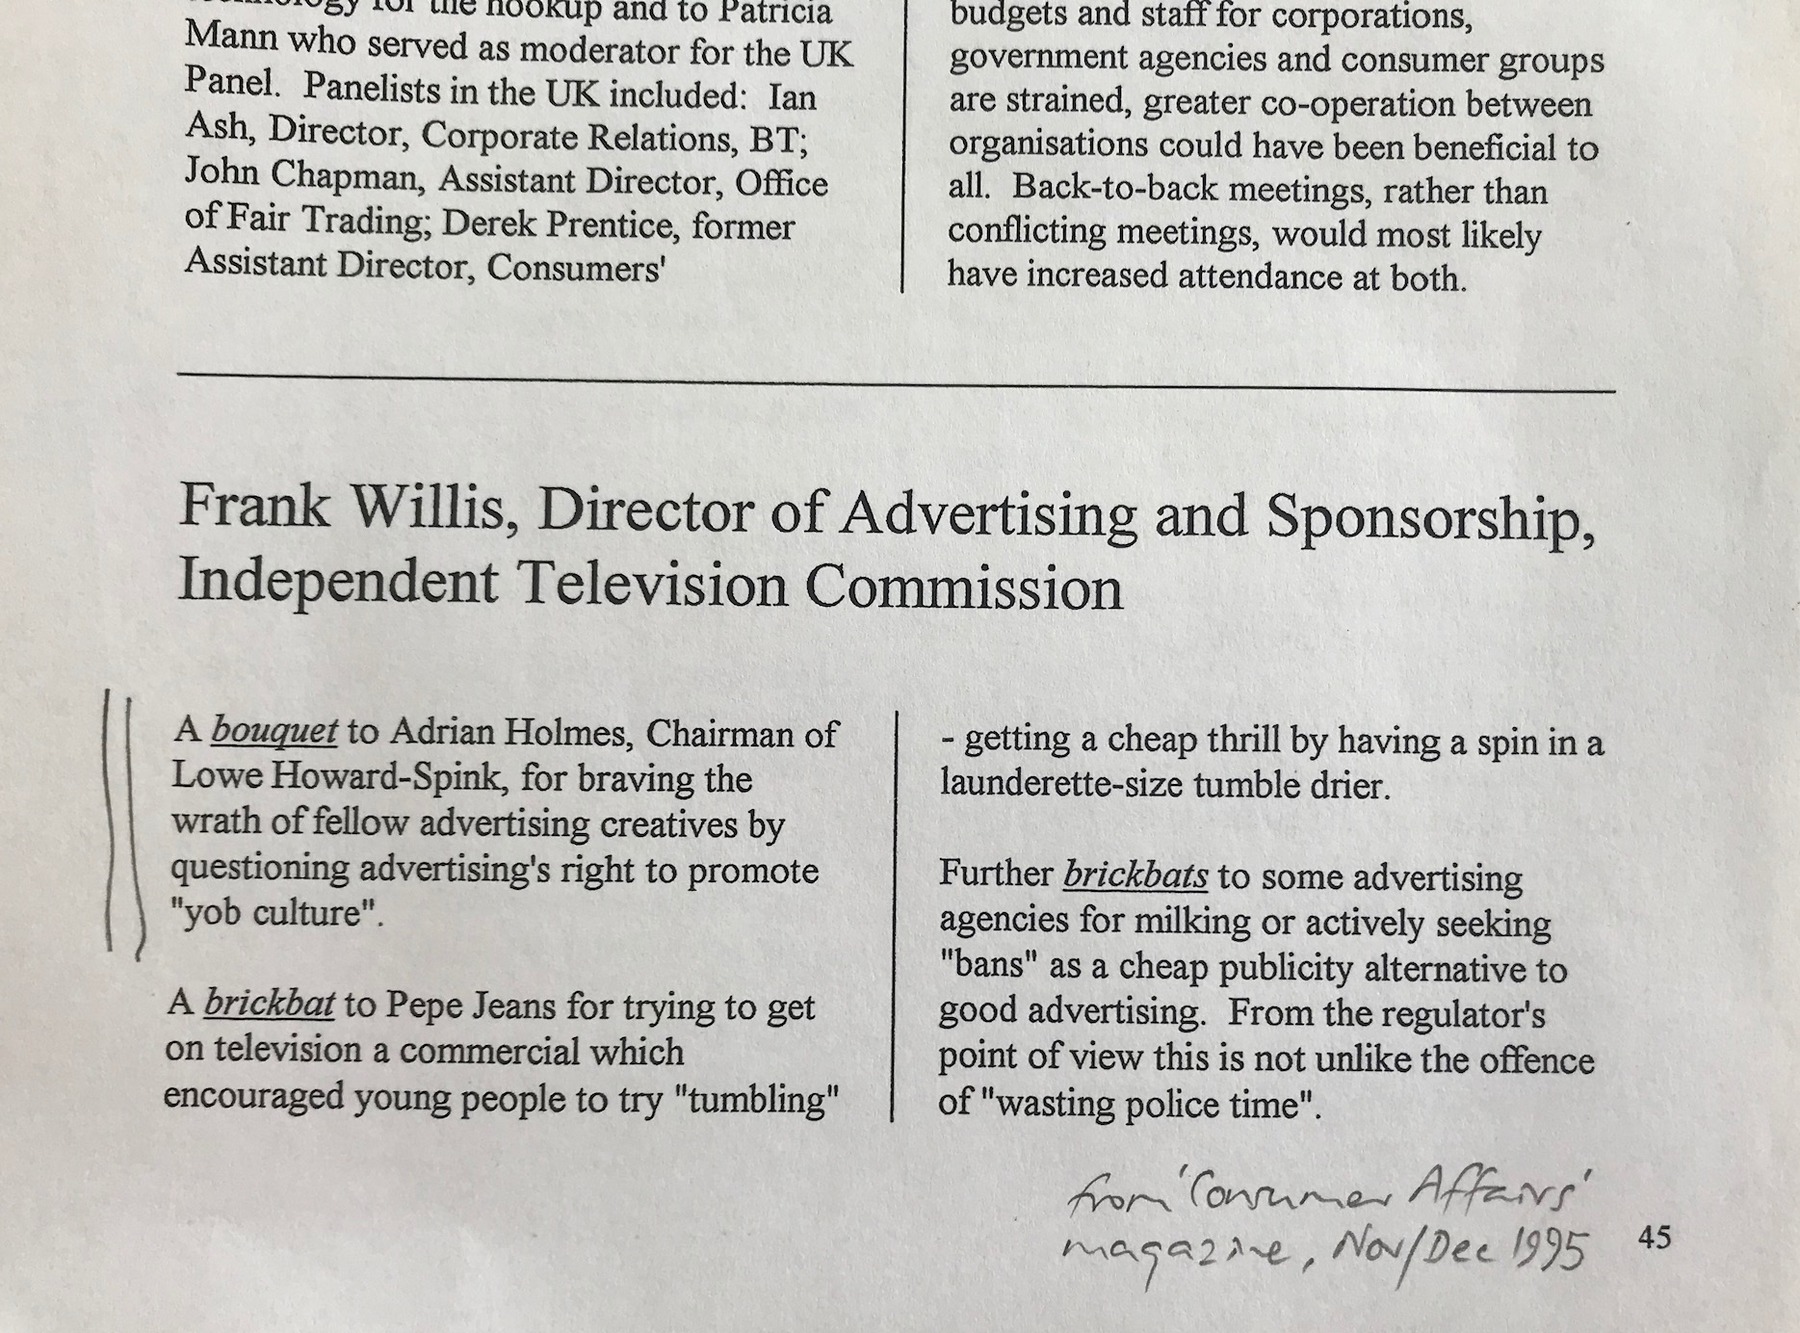 for the hookup and to Patricia
Mann who served as moderator for the UK
Panel.  Panelists in the UK included:  Ian
Ash, Director, Corporate Relations, BT;
John Chapman, Assistant Director, Office
of Fair Trading; Derek Prentice, former
Assistant Director, Consumers'
budgets and staff for corporations,
government agencies and consumer groups
are strained, greater co-operation between
organisations could have been beneficial to
all.  Back-to-back meetings, rather than
conflicting meetings, would most likely
have increased attendance at both.
Frank Willis, Director of Advertising and Sponsorship,
Independent Television Commission
A bouquet to Adrian Holmes, Chairman of
Lowe Howard-Spink, for braving the
wrath of fellow advertising creatives by
questioning advertising's right to promote
"yob culture".
A brickbat to Pepe Jeans for trying to get
on television a commercial which
encouraged young people to try "tumbling"
- getting a cheap thrill by having a spin in a
launderette-size tumble drier.
Further brickbats to some advertising
agencies for milking or actively seeking
"bans" as a cheap publicity alternative to
good advertising.  From the regulator's
point of view this is not unlike the offence
of "wasting police time".
from 'Consumer Affairs'
magazine, Nov/Dec 1995
45